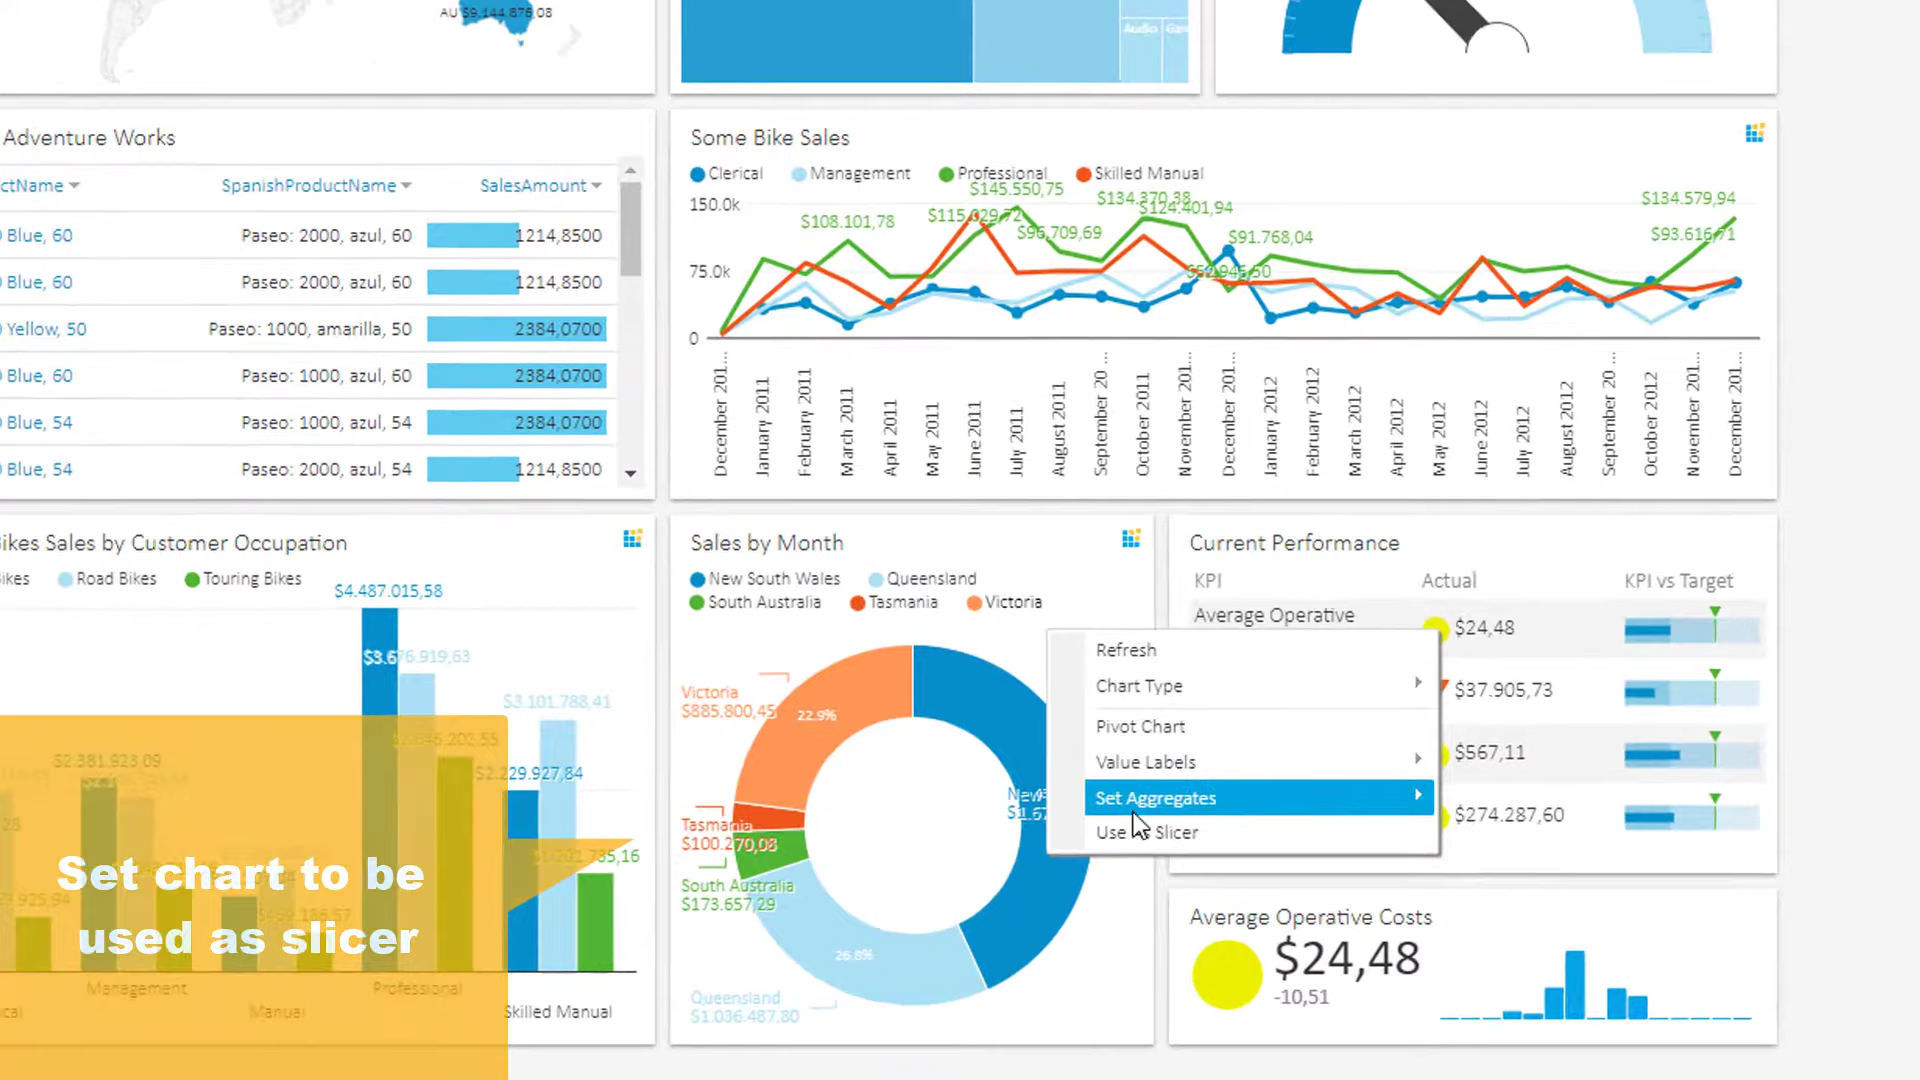 AU $9,144,876.08
Audio
Adventure Works
ctName
SpanishProductName
SalesAmount
Blue, 60
Paseo: 2000, azul, 60
1214,8500
Blue, 60
Paseo: 2000, azul, 60
1214,8500
Yellow, 50
Paseo: 1000, amarilla, 50
2384,0700
Blue, 60
Paseo: 1000, azul, 60
2384,0700
Blue, 54
Paseo: 1000, azul, 54
2384,0700
Blue, 54
Paseo: 2000, azul, 54
1214,8500
Some Bike Sales
Clerical
Management
Professional
Skilled Manual
150.0k
75.0k
0
$108.101,78
$145.550,75
$96.709,69
$134.370,38
$124.401,94
$91.768,04
$134.579,94
$93.616,71
December 201...
January 2011
February 2011
March 2011
April 2011
May 2011
June 2011
July 2011
August 2011
September 20...
October 2011
November 201...
December 201...
January 2012
February 2012
March 2012
April 2012
May 2012
June 2012
July 2012
August 2012
September 20...
October 2012
November 201...
December 201...
ikes Sales by Customer Occupation
ikes
Road Bikes
Touring Bikes
$4.487.015,58
$3.676.919,63
$3.101.788,41
$2.381.923,09
$2.229.927,84
Management
Manual
Professional
Skilled Manual
Set chart to be
used as slicer
Sales by Month
New South Wales
Queensland
South Australia
Tasmania
Victoria
Victoria
$885.800,45
22.9%
Tasmania
$100.270,08
South Australia
$173.657,29
26.8%
Queensland
$1.036.487,80
Refresh
Chart Type
Pivot Chart
Value Labels
Set Aggregates
Use Slicer
Current Performance
KPI
Actual
KPI vs Target
Average Operative
$24,48
$37.905,73
$567,11
$274.287,60
Average Operative Costs
$24,48
-10,51